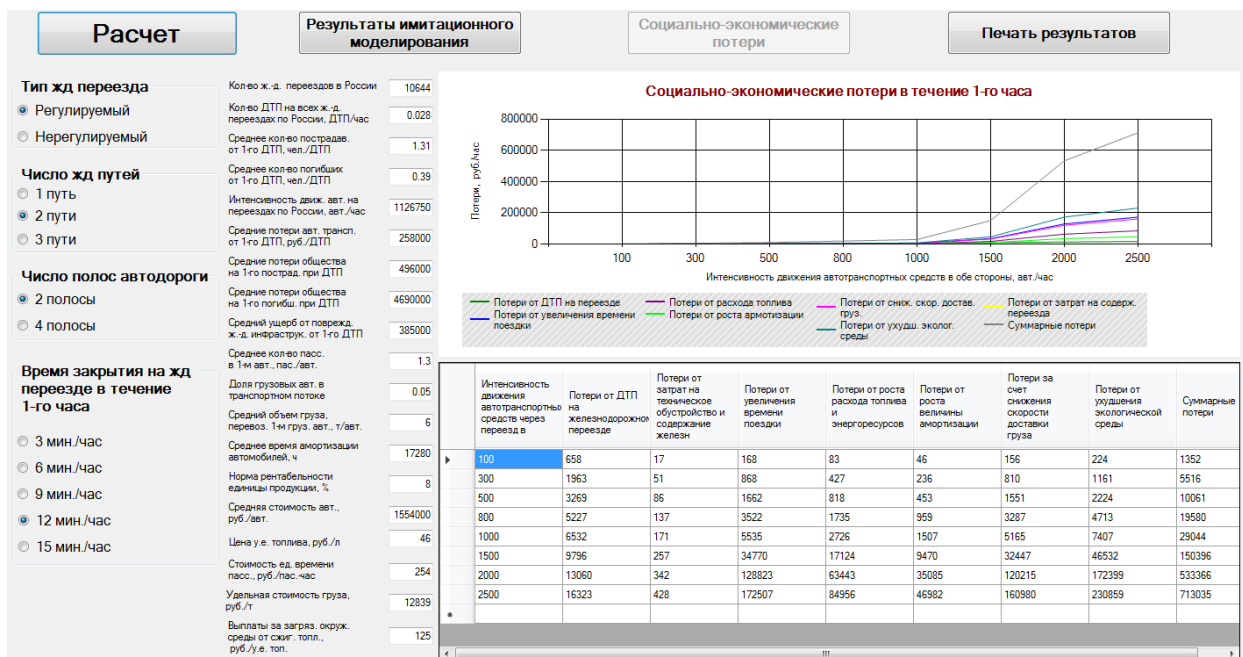 Расчет
Результаты имитационного
моделирования
Социально-экономические
потери
Печать результатов
Тип жд переезда
Регулируемый
Нерегулируемый
Число жд путей
1 путь
2 пути
3 пути
Число полос автодороги
2 полосы
4 полосы
Время закрытия на жд
переезде в течение
1-го часа
3 мин./час
6 мин./час
9 мин./час
12 мин./час
15 мин./час
Кол-во ж.-д. переездов в России 10644
Кол-во ДТП на всех ж.-д.
переездах по России, ДТП/час 0.028
Среднее кол-во пострадав.
от 1-го ДТП, чел./ДТП 1.31
Среднее кол-во погибших
от 1-го ДТП, чел./ДТП 0.39
Интенсивность движ. авт. на
переездах по России, авт./час 1126750
Средние потери авт. трансп.
от 1-го ДТП, руб./ДТП 258000
Средние потери общества
на 1-го пострад. при ДТП 496000
Средние потери общества
на 1-го погибш. при ДТП 4690000
Средний ущерб от поврежд.
ж.-д. инфраструк. от 1-го ДТП 385000
Среднее кол-во пасс.
в 1-м авт., пас./авт. 1.3
Доля грузовых авт. в
транспортном потоке 0.05
Средний объем груза,
перевоз. 1-м груз. авт., т/авт. 6
Среднее время амортизации
автомобилей, ч 17280
Норма рентабельности
единицы продукции, % 8
Средняя стоимость авт.,
руб./авт. 1554000
Цена у.е. топлива, руб./л 46
Стоимость ед. времени
пасс., руб./пас.-час 254
Удельная стоимость груза,
руб./т 12839
Выплаты за загряз. окруж.
среды от сжиг. топл.,
руб./у.е. топ. 125
Социально-экономические потери в течение 1-го часа
Потери, руб./час
800000
600000
400000
200000
0
100 300 500 800 1000 1500 2000 2500
Интенсивность движения автотранспортных средств в обе стороны, авт./час
Потери от ДТП на переезде
Потери от увеличения времени
поездки
Потери от расхода топлива
Потери от роста армотизации
Потери от сниж. скор. достав.
груз.
Потери от ухудш. эколог.
среды
Потери от затрат на содерж.
переезда
Суммарные потери
Интенсивность
движения
автотранспортны
средств через
переезд в
Потери от ДТП
на
железнодорожном
переезде
Потери от
затрат на
техническое
обустройство и
содержание
железн
Потери от
увеличения
времени
поездки
Потери от роста
расхода топлива
и
энергоресурсов
Потери от
роста
величины
амортизации
Потери за
счет
снижения
скорости
доставки
груза
Потери от
ухудшения
экологической
среды
Суммарные
потери
100 658 17 168 83 46 156 224 1352
300 1963 51 868 427 236 810 1161 5516
500 3269 86 1662 818 453 1551 2224 10061
800 5227 137 3522 1735 959 3287 4713 19580
1000 6532 171 5535 2726 1507 5165 7407 29044
1500 9796 257 34770 17124 9470 32447 46532 150396
2000 13060 342 128823 63443 35085 120215 172399 533366
2500 16323 428 172507 84956 46982 160980 230859 713035